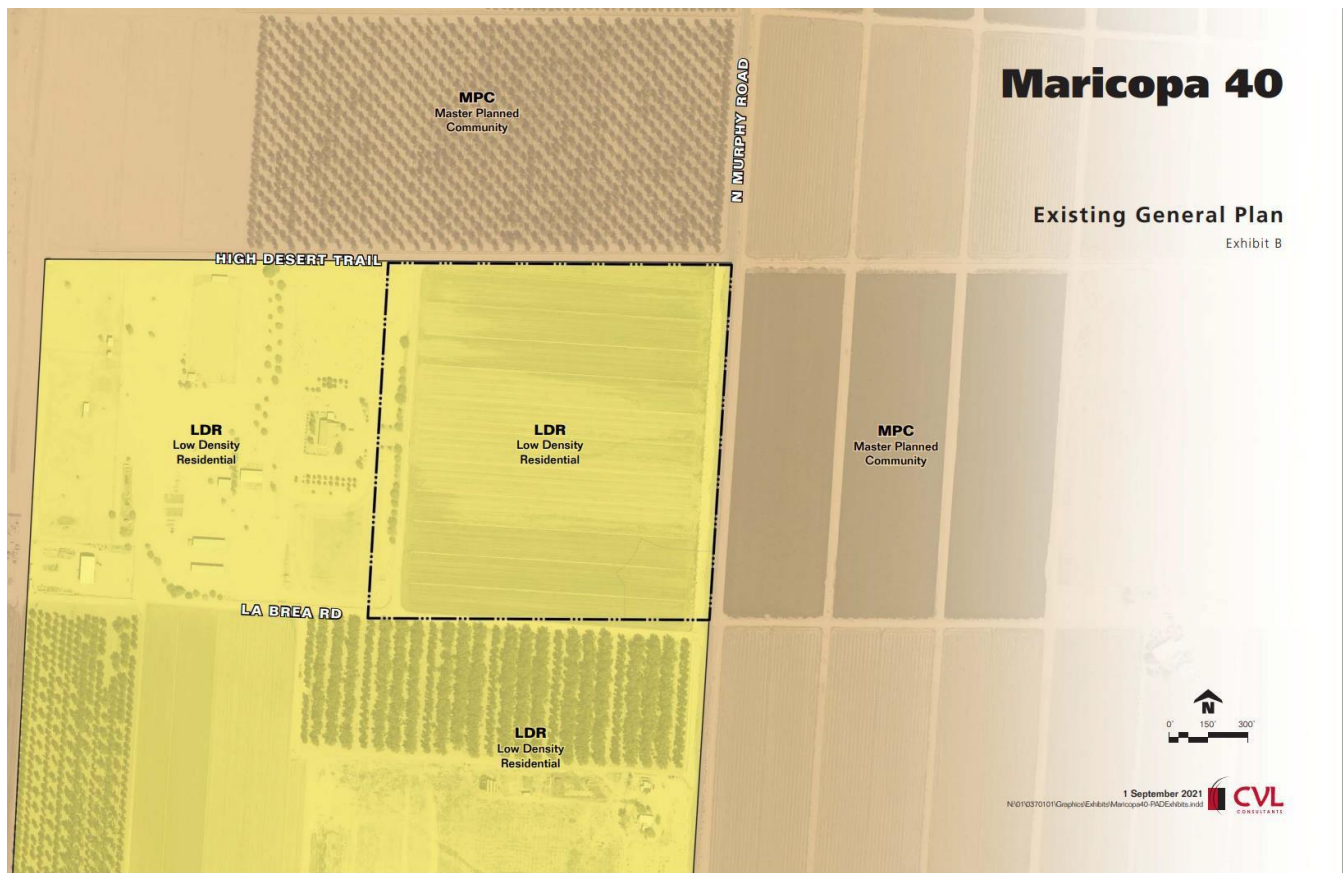 Maricopa 40
Existing General Plan
Exhibit B
MPC
Master Planned
Community
N MURPHY ROAD
HIGH DESERT TRAIL
LDR
Low Density
Residential
LDR
Low Density
Residential
MPC
Master Planned
Community
LA BREA RD
LDR
Low Density
Residential
N
0' 150' 300'
1 September 2021
N:\01\0370101\Graphics\Exhibits\Maricopa40-PADExhibits.indd
CVL
CONSULTANTS